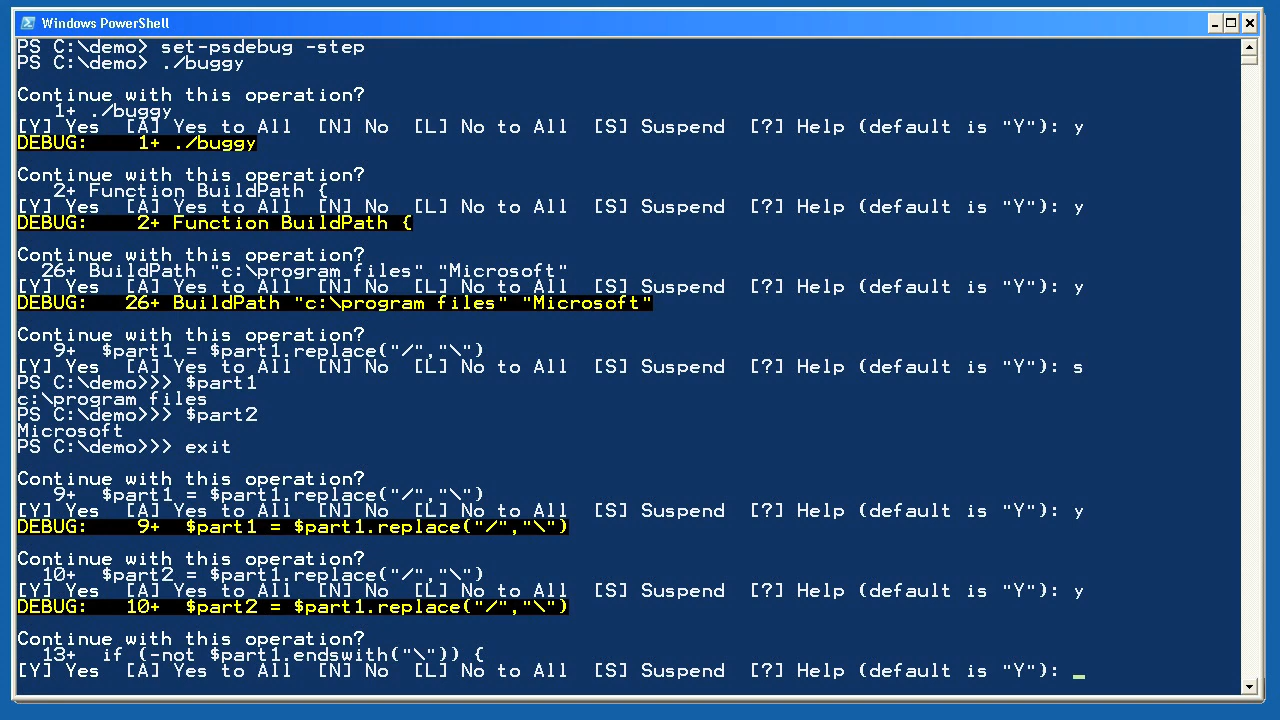 Windows PowerShell
PS C:\demo> set-psdebug -step
PS C:\demo> ./buggy
Continue with this operation?
1+ ./buggy
[Y] Yes  [A] Yes to All  [N] No  [L] No to All  [S] Suspend  [?] Help (default is "Y"): y
DEBUG:    1+ ./buggy
Continue with this operation?
2+ Function BuildPath {
[Y] Yes  [A] Yes to All  [N] No  [L] No to All  [S] Suspend  [?] Help (default is "Y"): y
DEBUG:    2+ Function BuildPath {
Continue with this operation?
26+ BuildPath "c:\program files" "Microsoft"
[Y] Yes  [A] Yes to All  [N] No  [L] No to All  [S] Suspend  [?] Help (default is "Y"): y
DEBUG:   26+ BuildPath "c:\program files" "Microsoft"
Continue with this operation?
9+  $part1 = $part1.replace("/","\")
[Y] Yes  [A] Yes to All  [N] No  [L] No to All  [S] Suspend  [?] Help (default is "Y"): s
PS C:\demo>>> $part1
c:\program files
PS C:\demo>>> $part2
Microsoft
PS C:\demo>>> exit
Continue with this operation?
9+  $part1 = $part1.replace("/","\")
[Y] Yes  [A] Yes to All  [N] No  [L] No to All  [S] Suspend  [?] Help (default is "Y"): y
DEBUG:    9+  $part1 = $part1.replace("/","\")
Continue with this operation?
10+  $part2 = $part1.replace("/","\")
[Y] Yes  [A] Yes to All  [N] No  [L] No to All  [S] Suspend  [?] Help (default is "Y"): y
DEBUG:   10+  $part2 = $part1.replace("/","\")
Continue with this operation?
13+  if (-not $part1.endswith("\")) {
[Y] Yes  [A] Yes to All  [N] No  [L] No to All  [S] Suspend  [?] Help (default is "Y"): _